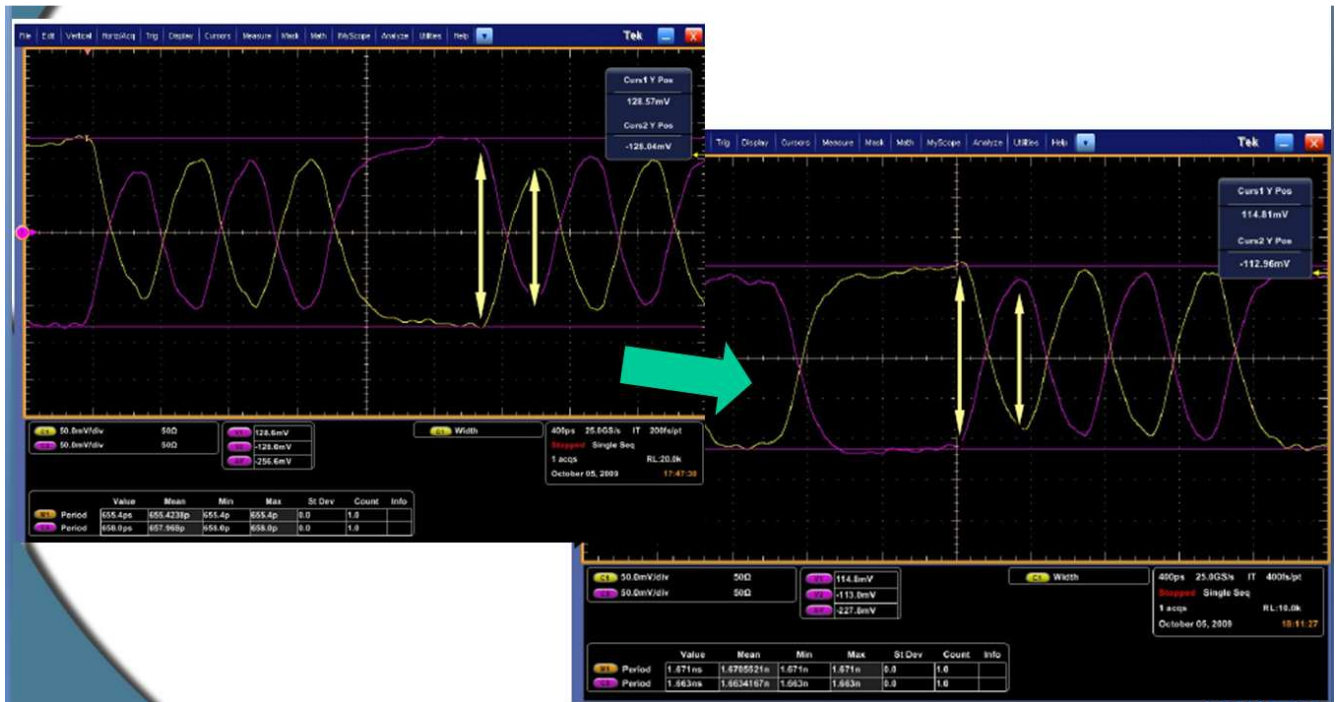 File Edit Vertical Horiz/Acq Trig Display Cursors Measure Mask Math MyScope Analyze Utilities Help Tek
Curs1 Y Pos
128.57mV
Curs2 Y Pos
-128.04mV
C1 50.0mV/div 50Ω
50.0mV/div 50Ω
128.6mV
-128.0mV
-256.6mV
C1 Width
400ps 25.0GS/s IT 200fs/pt
Stopped Single Seq
1 acqs RL:20.0k
October 05, 2009 17:47:30
Value Mean Min Max St Dev Count Info
Period 655.4ps 655.4238p 655.4p 655.4p 0.0 1.0
Period 658.0ps 657.968p 658.0p 658.0p 0.0 1.0
Trig Display Cursors Measure Mask Math MyScope Analyze Utilities Help Tek
Curs1 Y Pos
114.81mV
Curs2 Y Pos
-112.96mV
C1 50.0mV/div 50Ω
50.0mV/div 50Ω
114.8mV
-113.0mV
-227.8mV
C1 Width
400ps 25.0GS/s IT 400fs/pt
Stopped Single Seq
1 acqs RL:10.0k
October 05, 2009 18:11:27
Value Mean Min Max St Dev Count Info
Period 1.671ns 1.6705521n 1.671n 1.671n 0.0 1.0
Period 1.663ns 1.6634167n 1.663n 1.663n 0.0 1.0